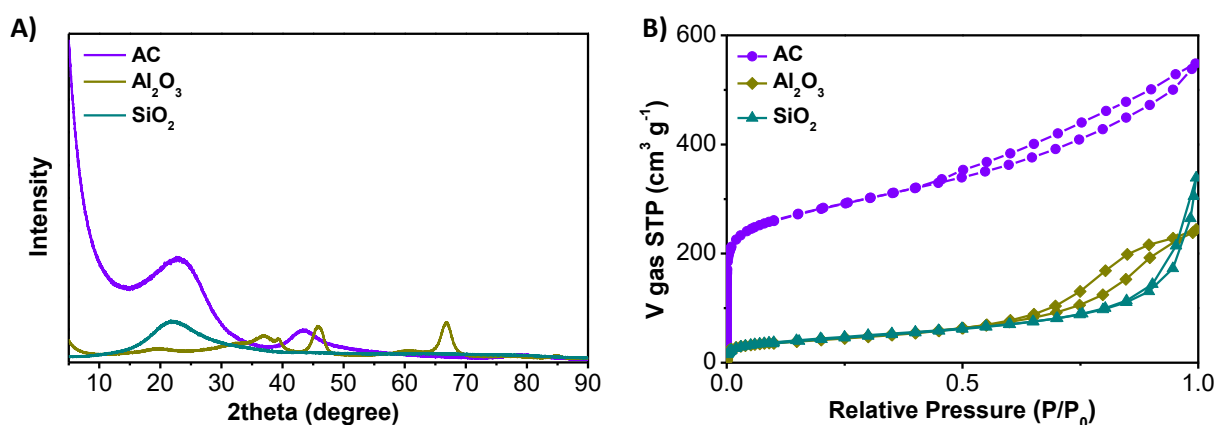 A)
AC
Al₂O₃
SiO₂
Intensity
10 20 30 40 50 60 70 80 90
2theta (degree)
B)
AC
Al₂O₃
SiO₂
V gas STP (cm³ g⁻¹)
600
400
200
0
0.0 0.5 1.0
Relative Pressure (P/P₀)